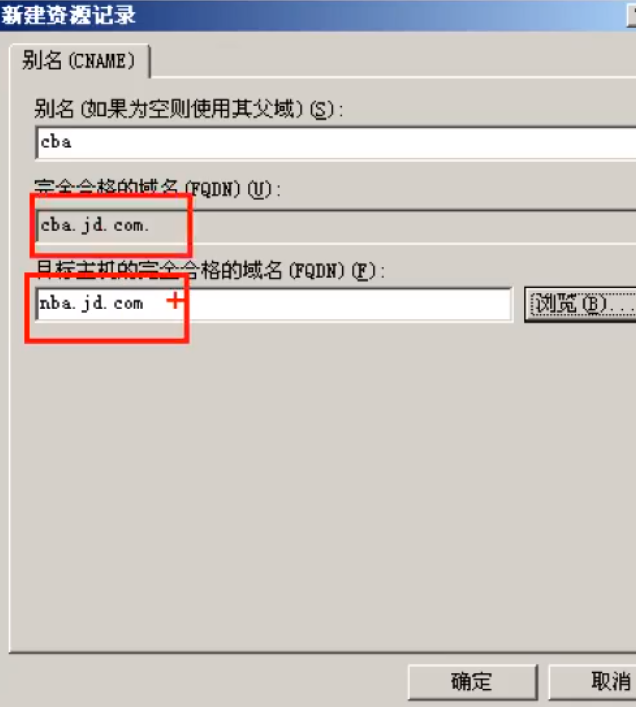 新建资源记录
别名(CNAME)
别名(如果为空则使用其父域)(S):
cba
完全合格的域名(FQDN)(U):
cba.jd.com.
目标主机的完全合格的域名(FQDN)(F):
nba.jd.com
浏览(B)...
确定
取消